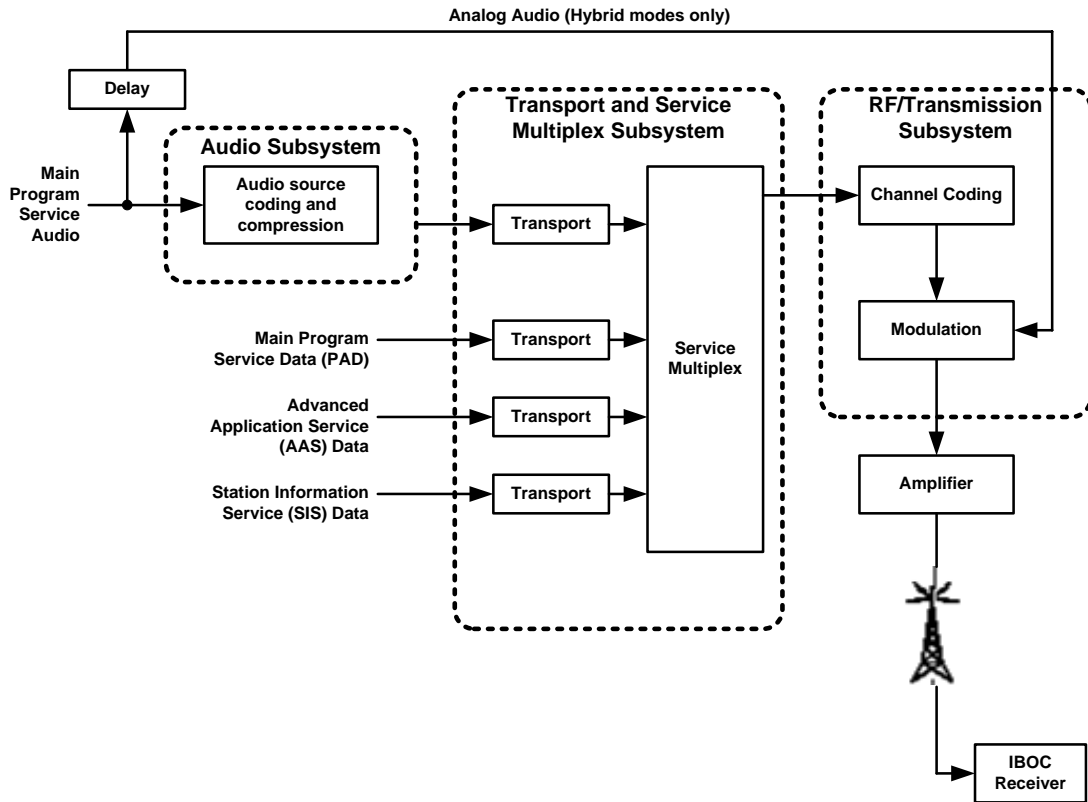 Analog Audio (Hybrid modes only)
Delay
Transport and Service
Multiplex Subsystem
RF/Transmission
Subsystem
Audio Subsystem
Main
Program
Service
Audio
Audio source
coding and
compression
Transport
Channel Coding
Main Program
Service Data (PAD)
Transport
Service
Multiplex
Modulation
Advanced
Application Service
(AAS) Data
Transport
Station Information
Service (SIS) Data
Transport
Amplifier
IBOC
Receiver